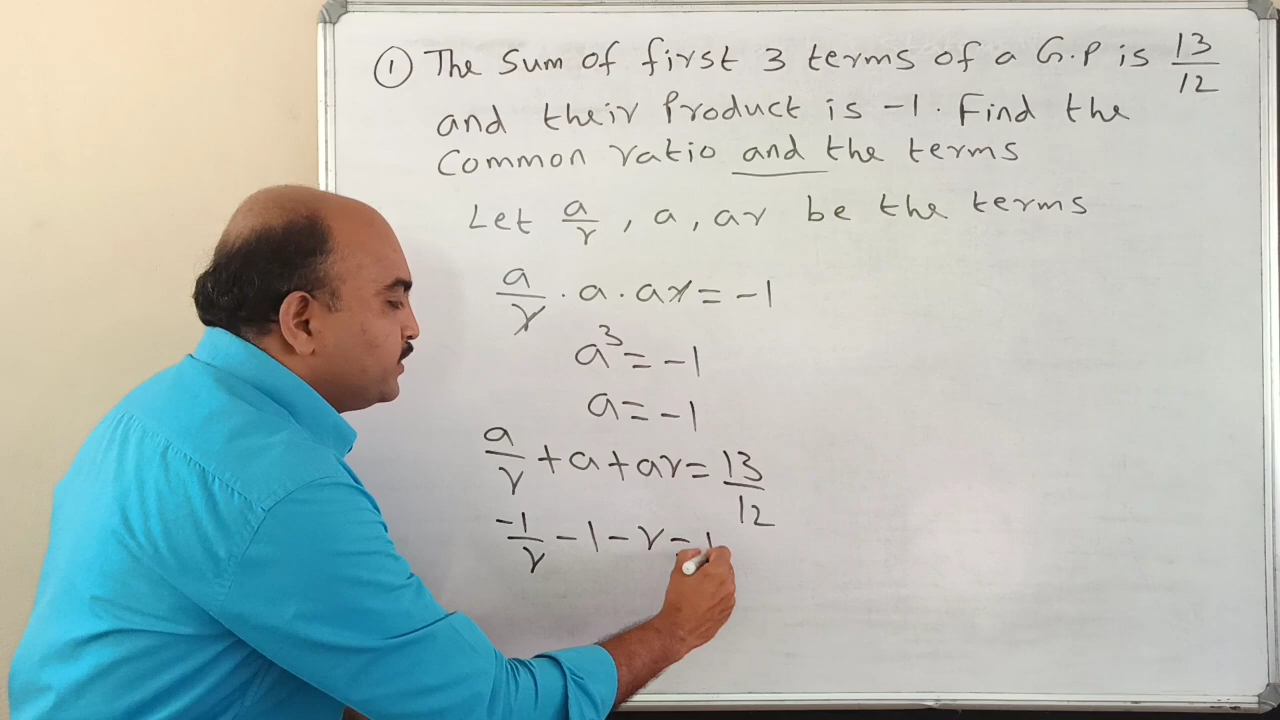 ① The Sum of first 3 terms of a G.P is 13/12
and their Product is -1. Find the
Common ratio and the terms
Let a/r, a, ar be the terms
a/r . a . ar = -1
a³ = -1
a = -1
a/r + a + ar = 13/12
-1/r - 1 - r = 1